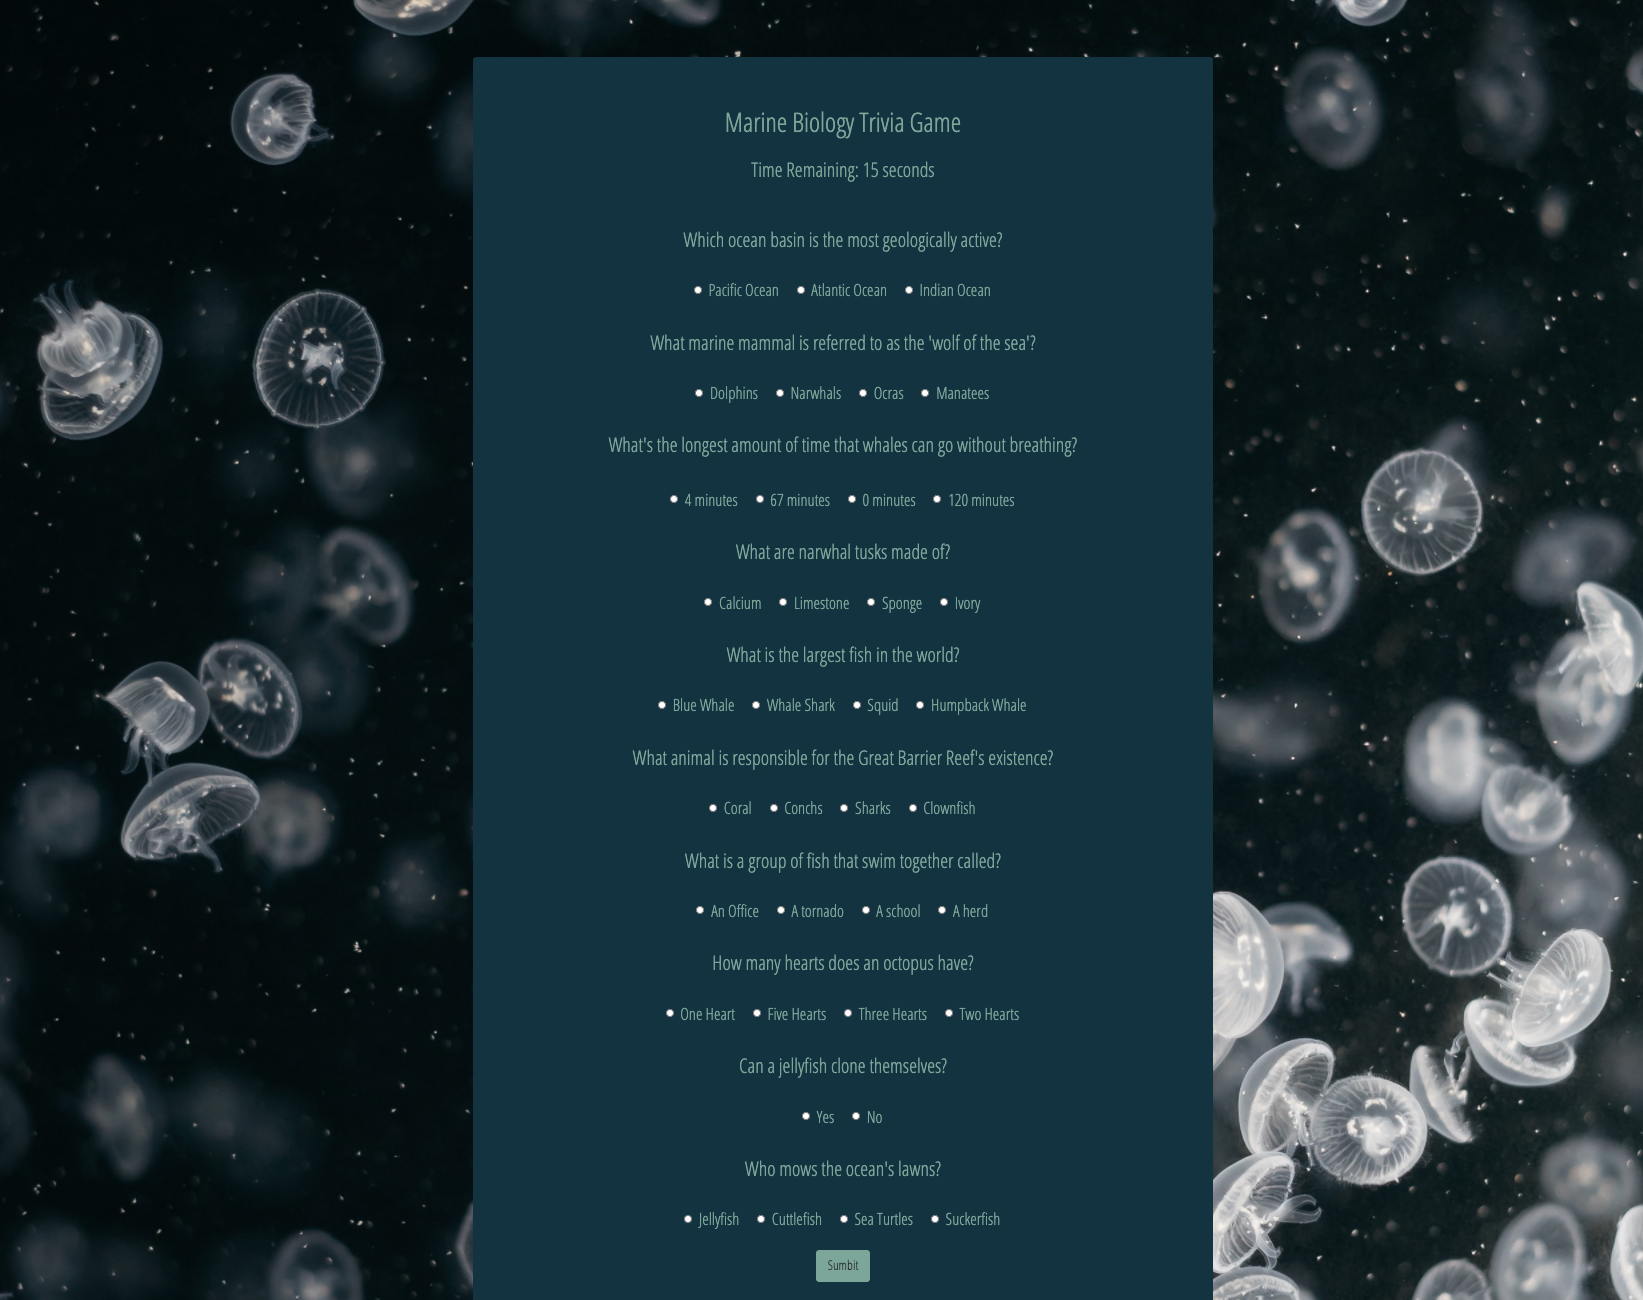 Marine Biology Trivia Game
Time Remaining: 15 seconds
Which ocean basin is the most geologically active?
Pacific Ocean Atlantic Ocean Indian Ocean
What marine mammal is referred to as the 'wolf of the sea'?
Dolphins Narwhals Ocras Manatees
What's the longest amount of time that whales can go without breathing?
4 minutes 67 minutes 0 minutes 120 minutes
What are narwhal tusks made of?
Calcium Limestone Sponge Ivory
What is the largest fish in the world?
Blue Whale Whale Shark Squid Humpback Whale
What animal is responsible for the Great Barrier Reef's existence?
Coral Conchs Sharks Clownfish
What is a group of fish that swim together called?
An Office A tornado A school A herd
How many hearts does an octopus have?
One Heart Five Hearts Three Hearts Two Hearts
Can a jellyfish clone themselves?
Yes No
Who mows the ocean's lawns?
Jellyfish Cuttlefish Sea Turtles Suckerfish
Sumbit